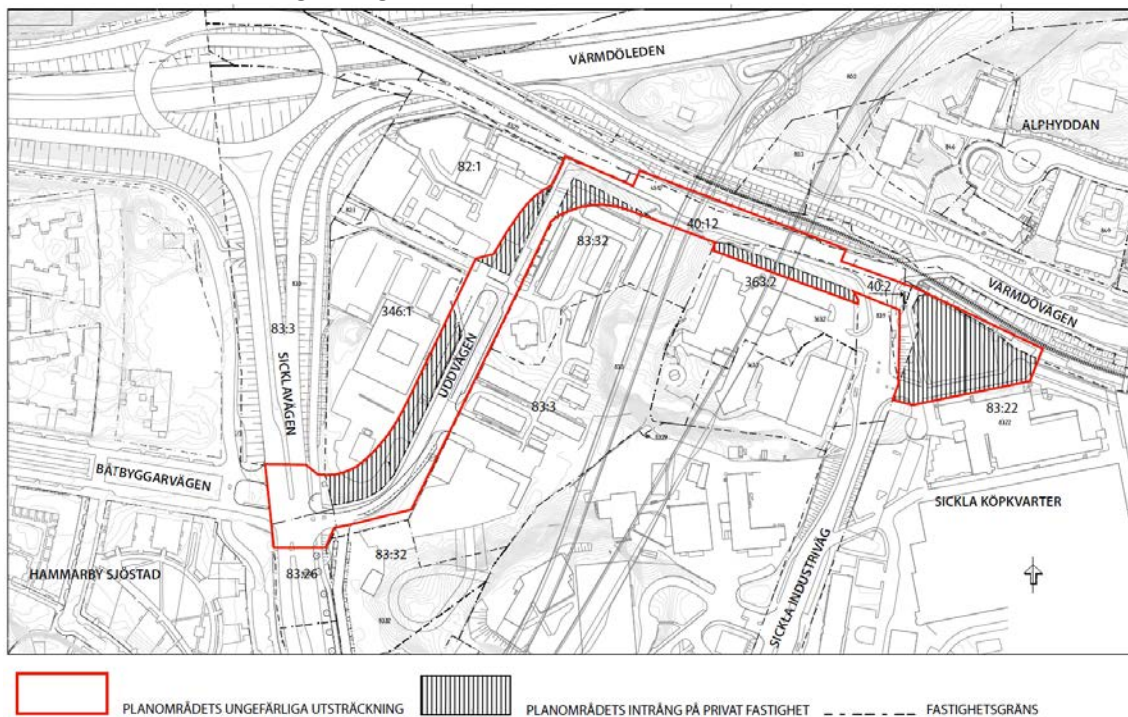 VÄRMDÖLEDEN
ALPHYDDAN
82:1
83:32
40:12
363:2
40:2
VÄRMDÖVÄGEN
346:1
83:3
SICKLAVÄGEN
UDDVÄGEN
83:3
83:22
BÅTBYGGARVÄGEN
SICKLA KÖPKVARTER
83:32
HAMMARBY SJÖSTAD
83:26
SICKLA INDUSTRIVÄG
PLANOMRÅDETS UNGEFÄRLIGA UTSTRÄCKNING
PLANOMRÅDETS INTRÅNG PÅ PRIVAT FASTIGHET
FASTIGHETSGRÄNS